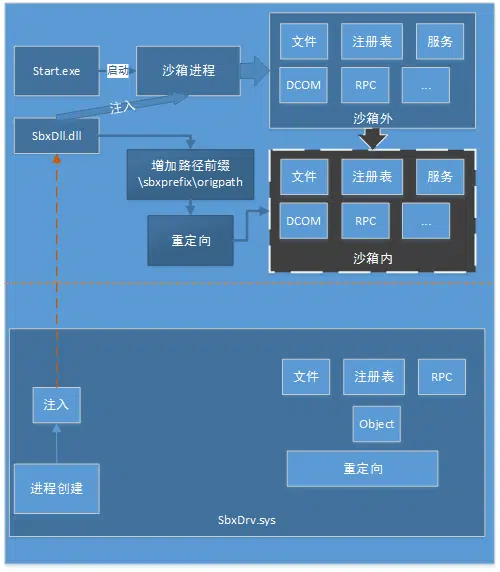 文件
注册表
服务
Start.exe
启动
沙箱进程
DCOM
RPC
...
注入
沙箱外
SbxDll.dll
增加路径前缀
\sbxprefix\origpath
文件
注册表
服务
重定向
DCOM
RPC
...
沙箱内
文件
注册表
RPC
注入
Object
重定向
进程创建
SbxDrv.sys